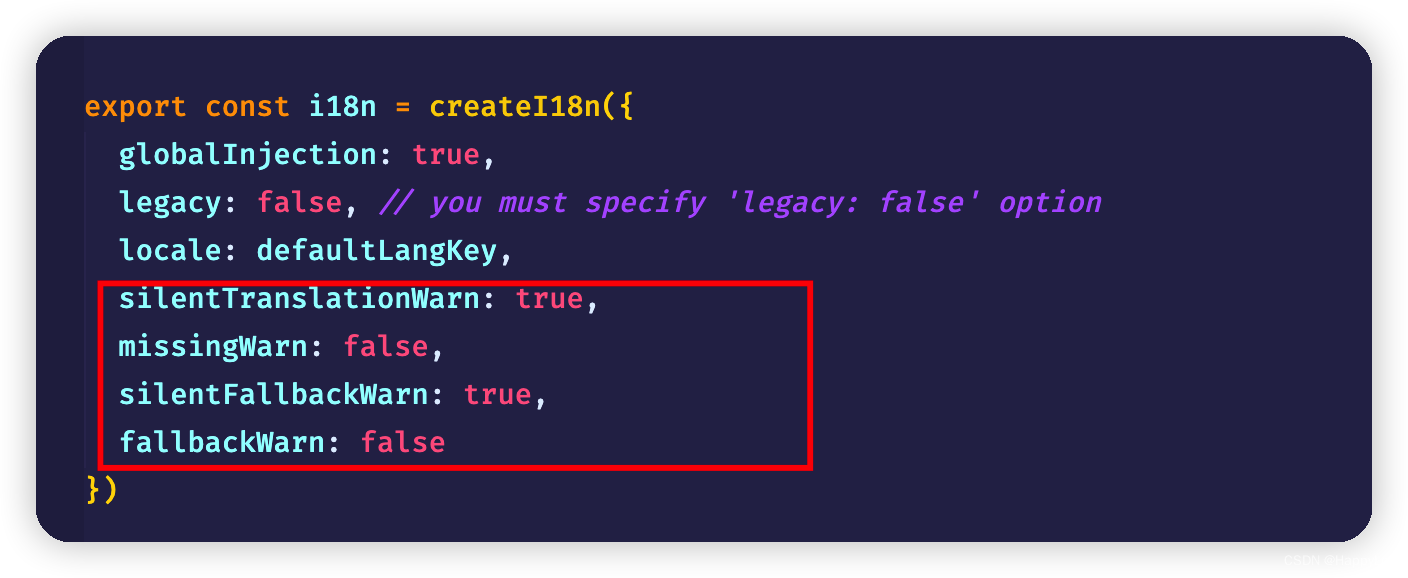 export const i18n = createI18n({
globalInjection: true,
legacy: false, // you must specify 'legacy: false' option
locale: defaultLangKey,
silentTranslationWarn: true,
missingWarn: false,
silentFallbackWarn: true,
fallbackWarn: false
})